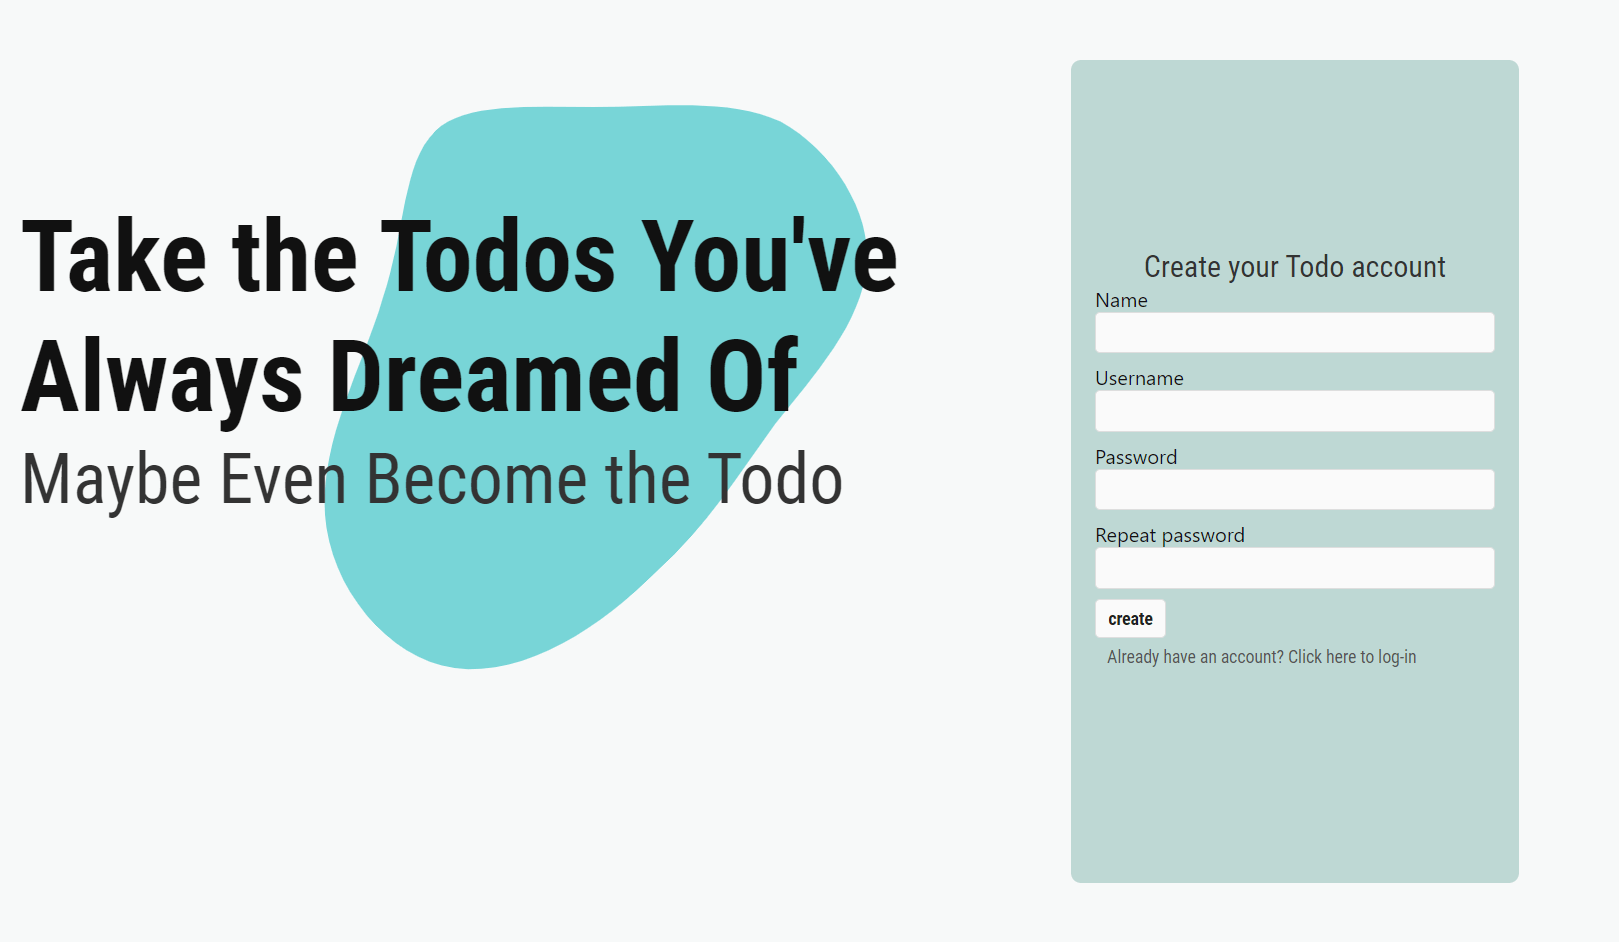 Take the Todos You've
Always Dreamed Of
Maybe Even Become the Todo
Create your Todo account
Name
Username
Password
Repeat password
create
Already have an account? Click here to log-in